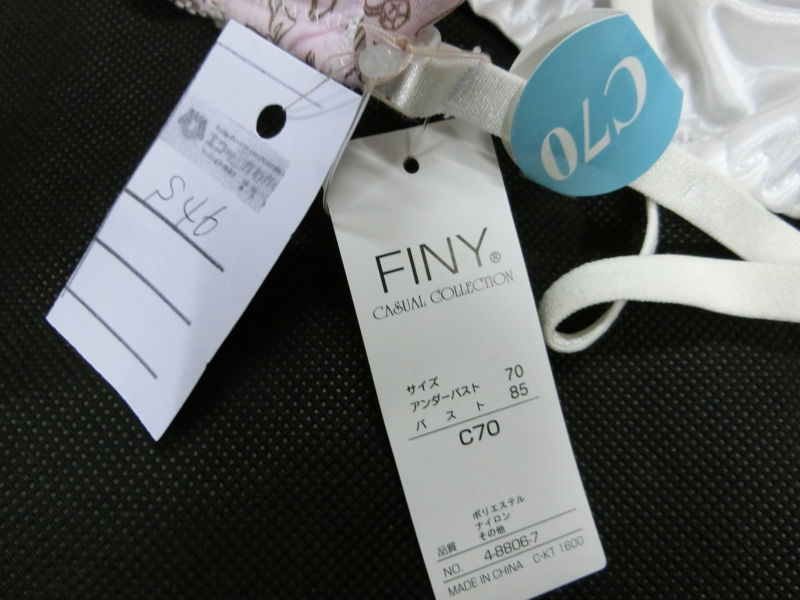 S46
C70
FINY®
CASUAL COLLECTION
サイズ
アンダーバスト 70
バスト 85
C70
品質 ポリエステル
ナイロン
その他
NO. 4-8806-7
MADE IN CHINA C-KT 1600